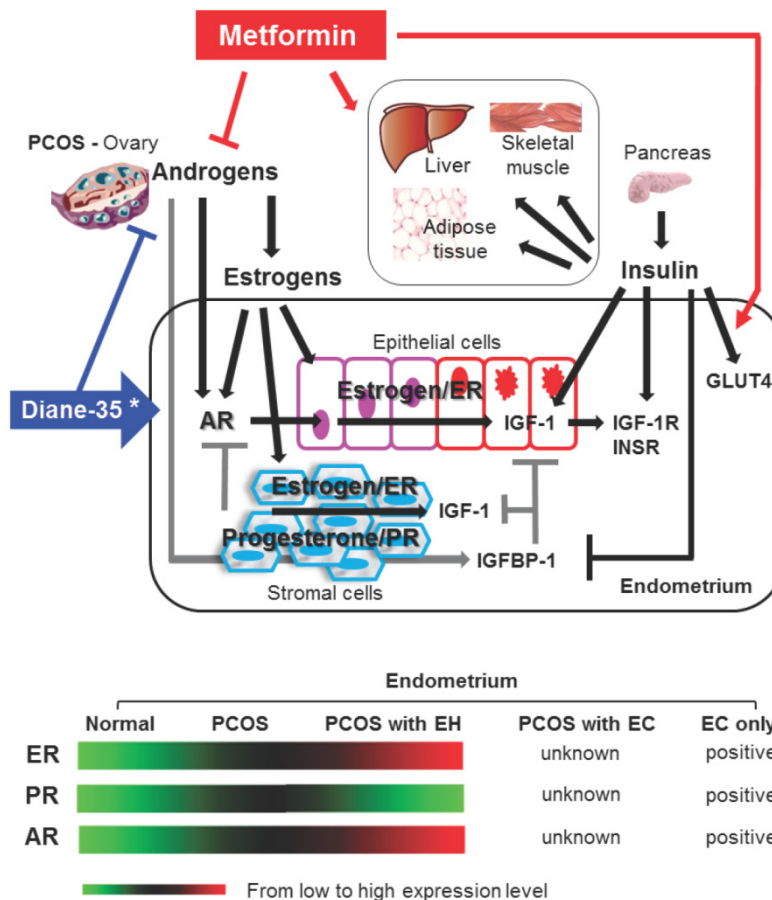 Metformin
PCOS - Ovary
Androgens
Liver
Skeletal
muscle
Adipose
tissue
Pancreas
Insulin
Estrogens
Epithelial cells
Estrogen/ER
GLUT4
Diane-35 *
AR
IGF-1
IGF-1R
INSR
Estrogen/ER
IGF-1
Progesterone/PR
IGFBP-1
Stromal cells
Endometrium
Endometrium
Normal PCOS PCOS with EH PCOS with EC EC only
ER unknown positive
PR unknown positive
AR unknown positive
From low to high expression level